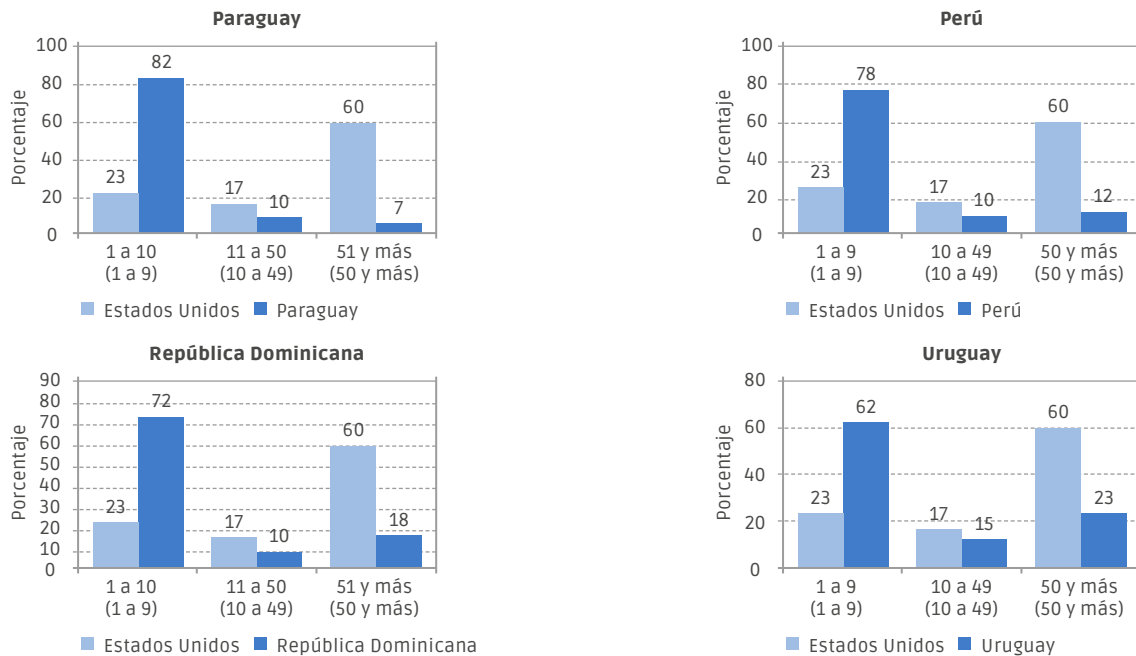 Paraguay
100
80
60
40
20
0
Porcentaje
23
82
17
10
60
7
1 a 10
(1 a 9)
11 a 50
(10 a 49)
51 y más
(50 y más)
Estados Unidos
Paraguay
Perú
100
80
60
40
20
0
Porcentaje
23
78
17
10
60
12
1 a 9
(1 a 9)
10 a 49
(10 a 49)
50 y más
(50 y más)
Estados Unidos
Perú
República Dominicana
90
80
70
60
50
40
30
20
10
0
Porcentaje
23
72
17
10
60
18
1 a 10
(1 a 9)
11 a 50
(10 a 49)
51 y más
(50 y más)
Estados Unidos
República Dominicana
Uruguay
80
60
40
20
0
Porcentaje
23
62
17
15
60
23
1 a 9
(1 a 9)
10 a 49
(10 a 49)
50 y más
(50 y más)
Estados Unidos
Uruguay